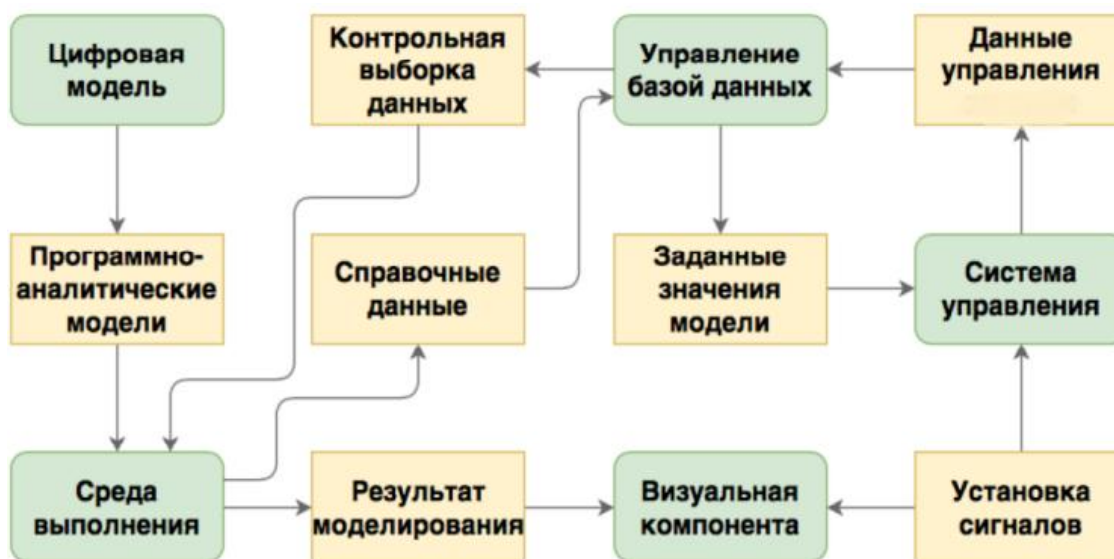 Цифровая
модель
Контрольная
выборка
данных
Управление
базой данных
Данные
управления
Программно-
аналитические
модели
Справочные
данные
Заданные
значения
модели
Система
управления
Среда
выполнения
Результат
моделирования
Визуальная
компонента
Установка
сигналов